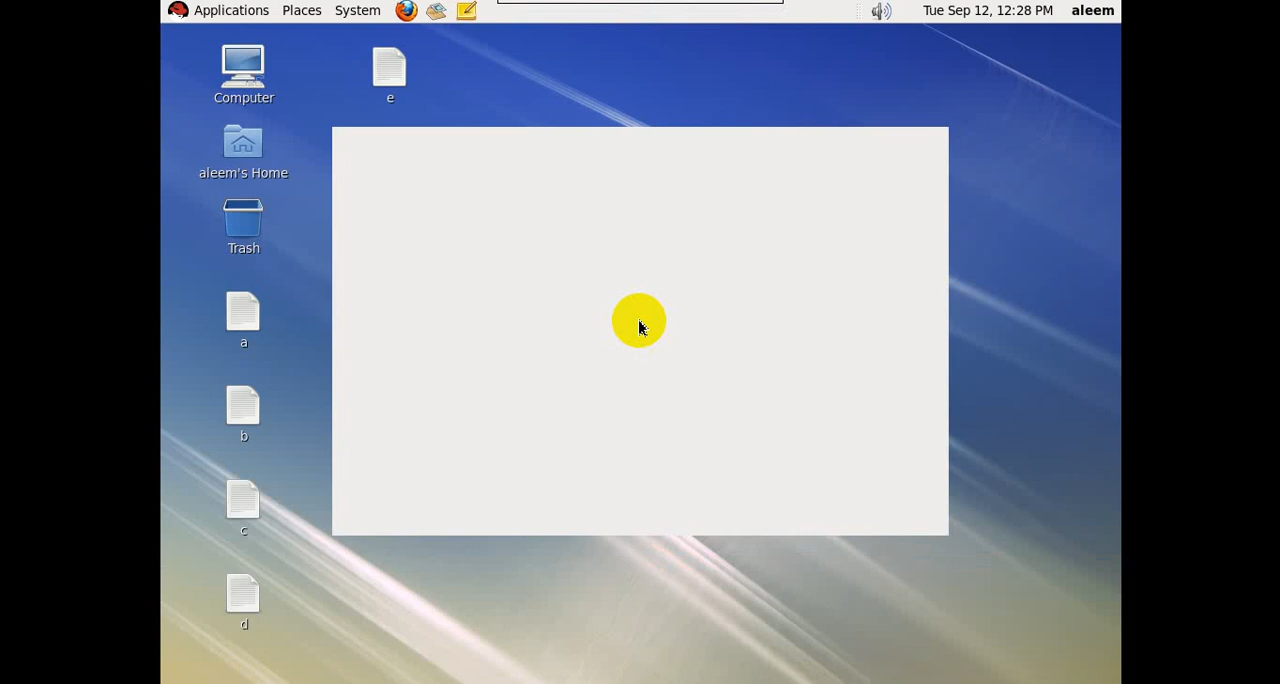 Applications Places System Tue Sep 12, 12:28 PM aleem
Computer
e
aleem's Home
Trash
a
b
c
d